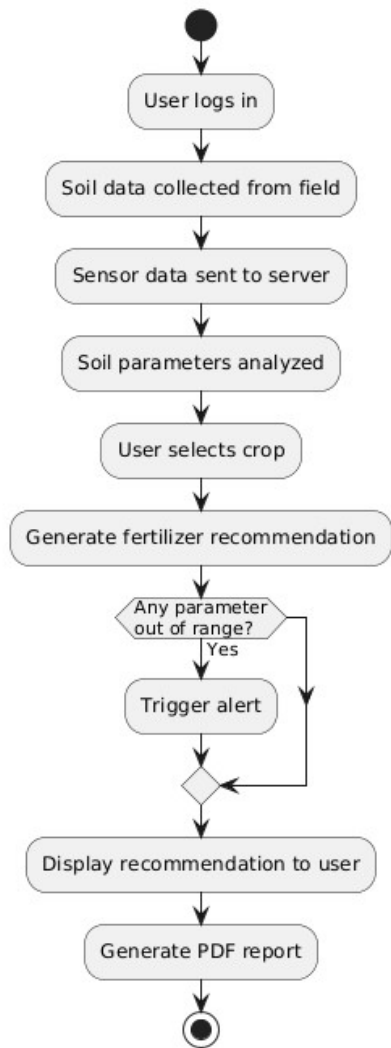 User logs in
Soil data collected from field
Sensor data sent to server
Soil parameters analyzed
User selects crop
Generate fertilizer recommendation
Any parameter
out of range?
Yes
Trigger alert
Display recommendation to user
Generate PDF report